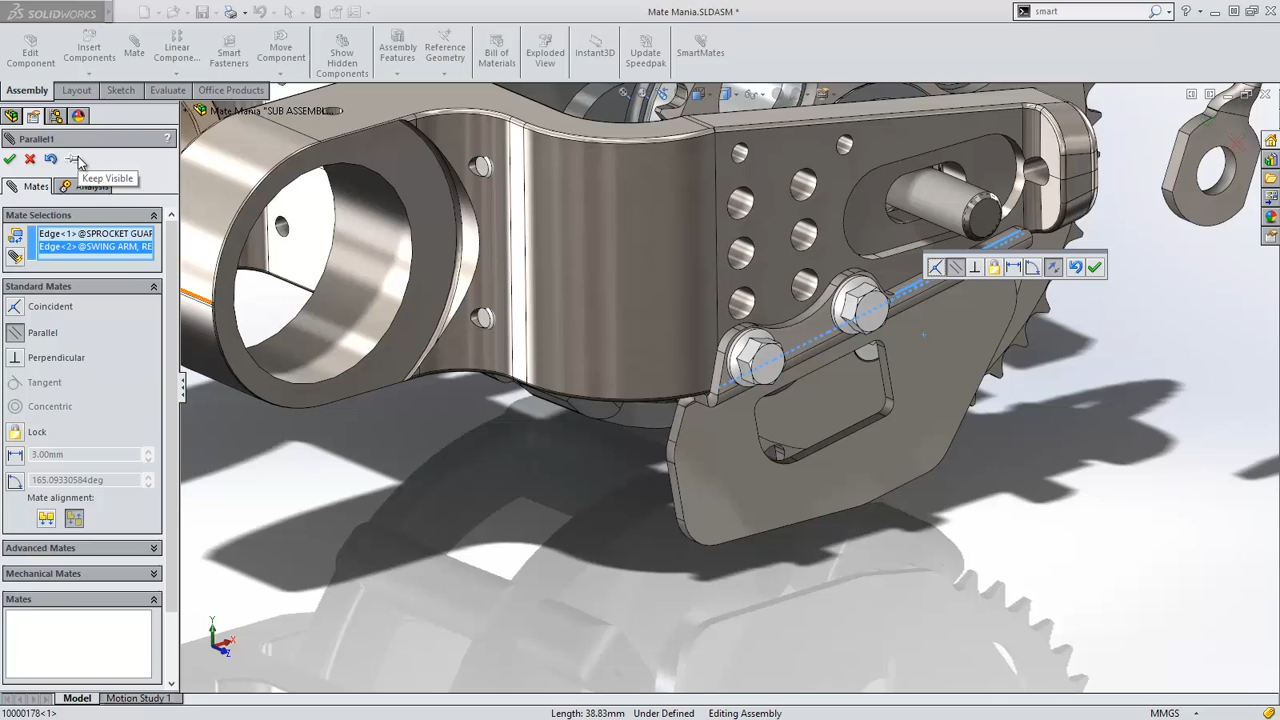 SOLIDWORKS
Mate Mania.SLDASM *
smart
Edit Component
Insert Components
Mate
Linear Compone...
Smart Fasteners
Move Component
Show Hidden Components
Assembly Features
Reference Geometry
Bill of Materials
Exploded View
Instant3D
Update Speedpak
SmartMates
Assembly
Layout
Sketch
Evaluate
Office Products
Mate Mania "SUB ASSEMBL
Parallel1
?
Keep Visible
Mates
Analysis
Mate Selections
Edge<1>@SPROCKET GUAR
Edge<2>@SWING ARM, RE
Standard Mates
Coincident
Parallel
Perpendicular
Tangent
Concentric
Lock
3.00mm
165.09330584deg
Mate alignment:
Advanced Mates
Mechanical Mates
Mates
Y
X
Z
Model
Motion Study 1
10000178<1>
Length: 38.83mm
Under Defined
Editing Assembly
MMGS